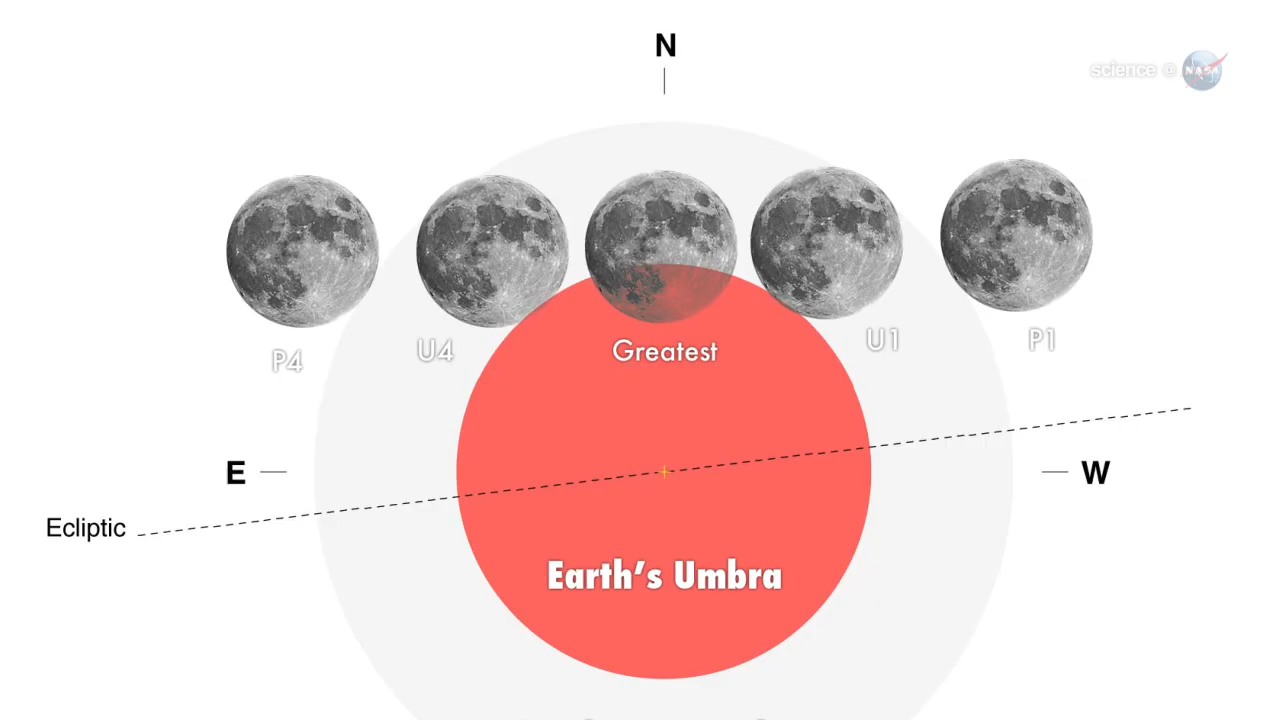 N
science @ NASA
P4
U4
Greatest
U1
P1
E
W
Ecliptic
Earth’s Umbra